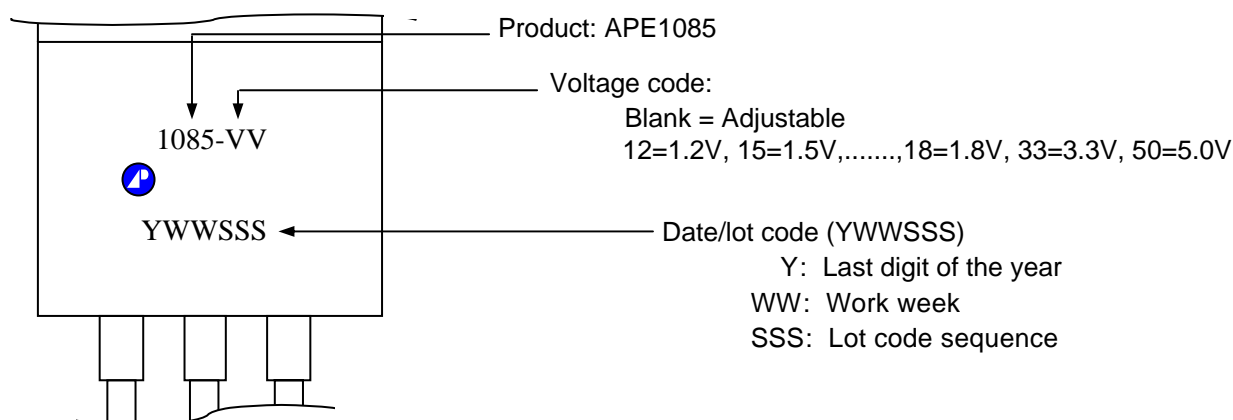 Product: APE1085
Voltage code:
Blank = Adjustable
12=1.2V, 15=1.5V,.......,18=1.8V, 33=3.3V, 50=5.0V
1085-VV
AP
YWWSSS
Date/lot code (YWWSSS)
Y: Last digit of the year
WW: Work week
SSS: Lot code sequence